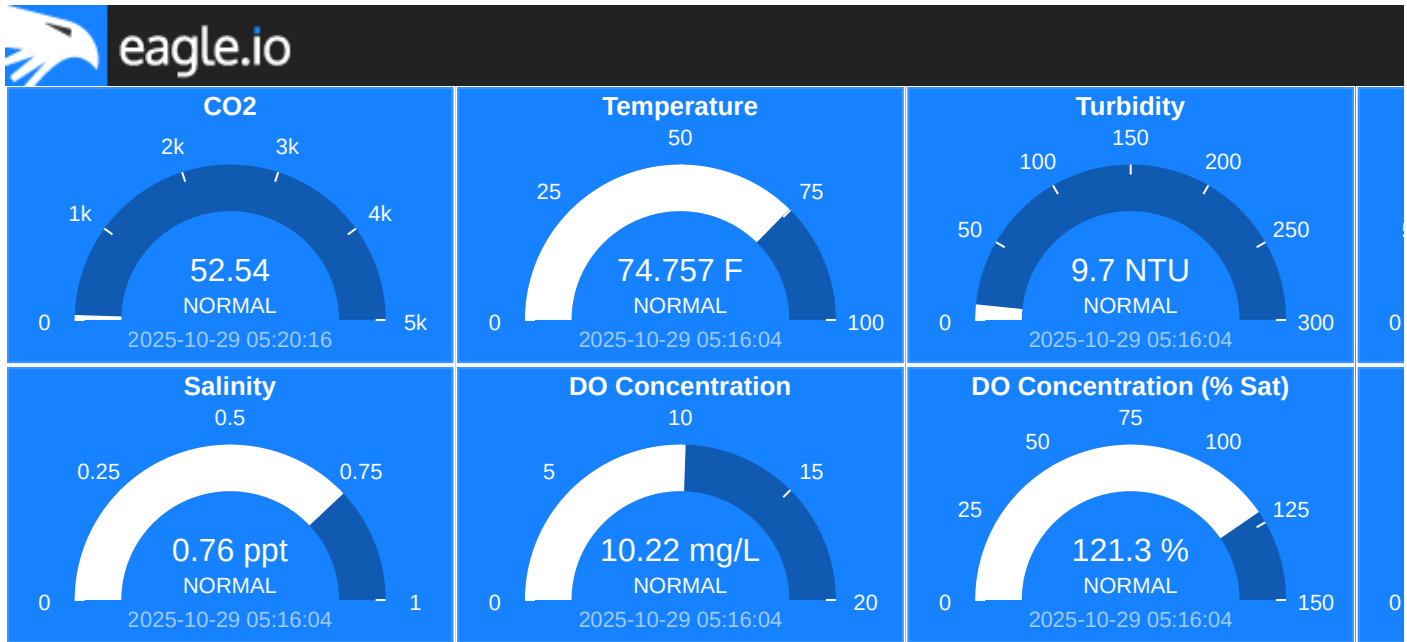 eagle.io
CO2
2k
3k
1k
4k
52.54
NORMAL
0
5k
2025-10-29 05:20:16
Temperature
50
25
75
74.757 F
NORMAL
0
100
2025-10-29 05:16:04
Turbidity
150
100
200
50
250
9.7 NTU
NORMAL
0
300
2025-10-29 05:16:04
0
Salinity
0.5
0.25
0.75
0.76 ppt
NORMAL
0
1
2025-10-29 05:16:04
DO Concentration
10
5
15
10.22 mg/L
NORMAL
0
20
2025-10-29 05:16:04
DO Concentration (% Sat)
75
50
100
25
125
121.3 %
NORMAL
0
150
2025-10-29 05:16:04
0